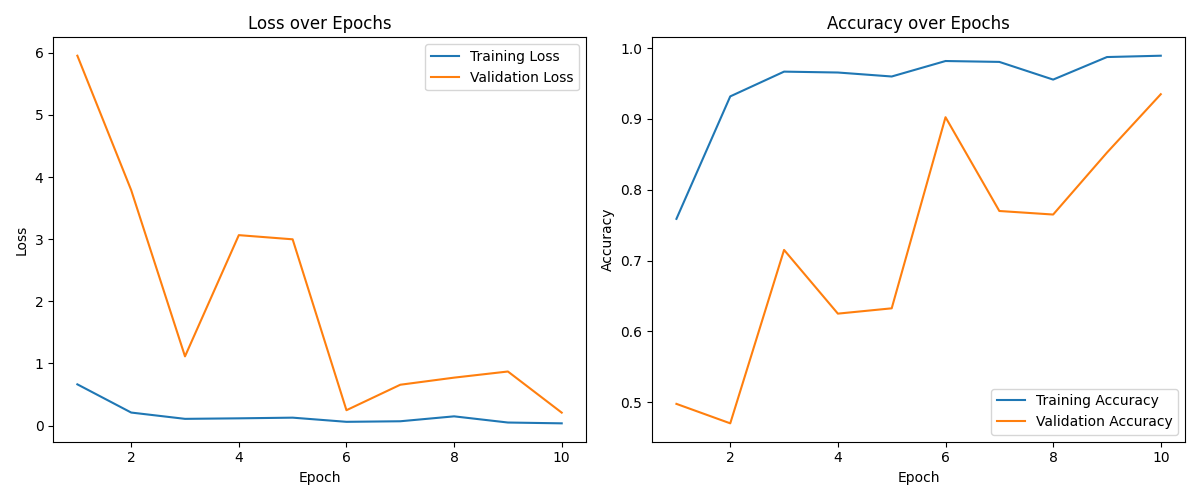 Loss over Epochs
Training Loss
Validation Loss
6
5
4
3
2
1
0
Loss
2
4
6
8
10
Epoch
Accuracy over Epochs
1.0
0.9
0.8
0.7
0.6
0.5
Accuracy
Training Accuracy
Validation Accuracy
2
4
6
8
10
Epoch